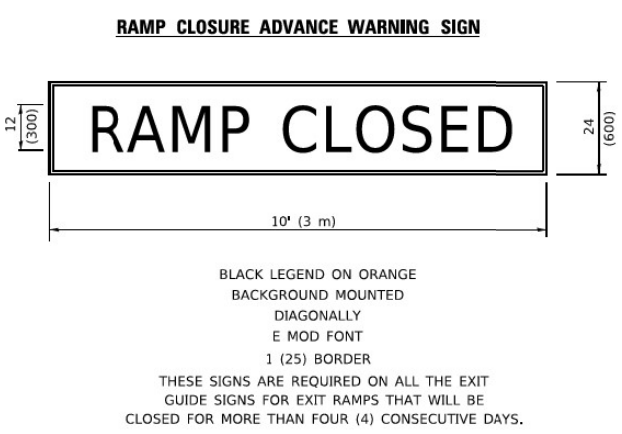 RAMP CLOSURE ADVANCE WARNING SIGN
12
(300)
RAMP CLOSED
24
(600)
10' (3 m)
BLACK LEGEND ON ORANGE
BACKGROUND MOUNTED
DIAGONALLY
E MOD FONT
1 (25) BORDER
THESE SIGNS ARE REQUIRED ON ALL THE EXIT
GUIDE SIGNS FOR EXIT RAMPS THAT WILL BE
CLOSED FOR MORE THAN FOUR (4) CONSECUTIVE DAYS.